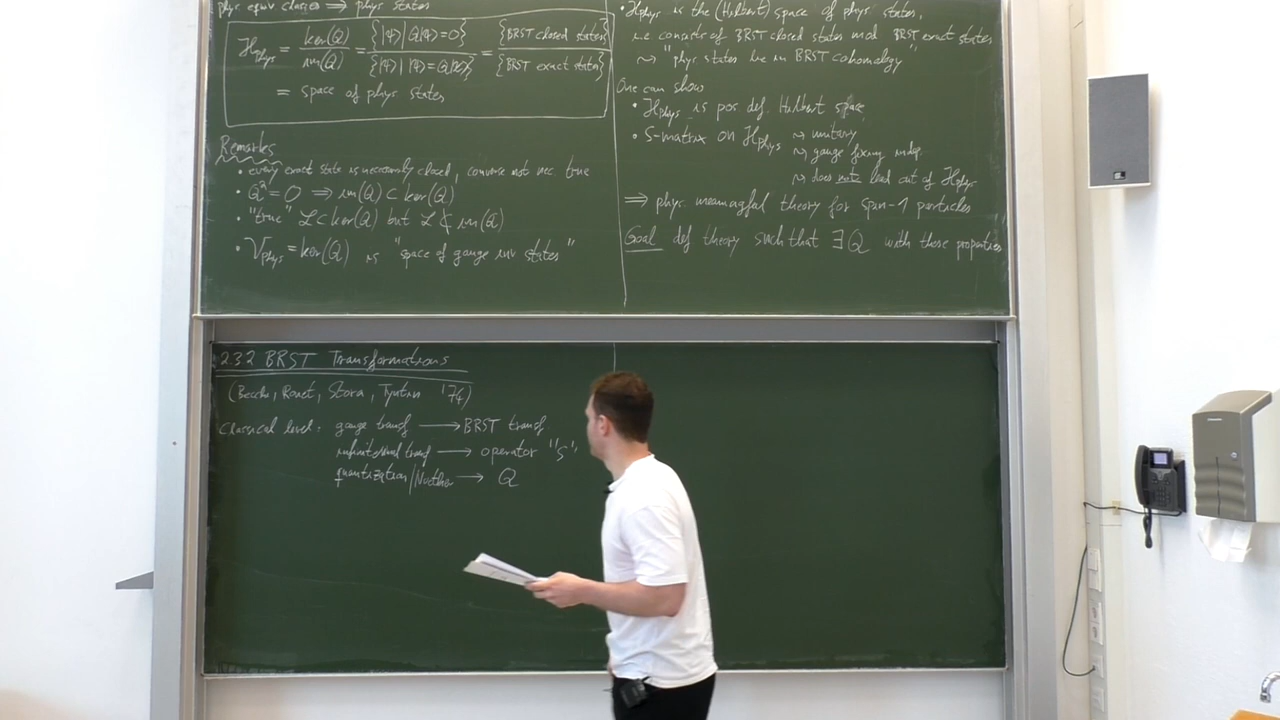 phys equiv classes ⟹ phys states
H_phys = ker(Q)/im(Q) = {|ψ⟩ | Q|ψ⟩=0}/{|ψ⟩ | |ψ⟩=Q|χ⟩} = {BRST closed states}/{BRST exact states}
= space of phys states
Remarks
• every exact state is necessarily closed, converse not nec. true
• Q²=0 ⟹ im(Q) ⊂ ker(Q)
• "true" L ⊂ ker(Q) but L ⊄ im(Q)
• V_phys = ker(Q) is "space of gauge inv states"
• H_phys is the (Hilbert) space of phys states,
i.e. consists of BRST closed states mod BRST exact states
⤳ "phys states live in BRST cohomology"
One can show
• H_phys is pos def. Hilbert space
• S-matrix on H_phys ⤳ unitary
⤳ gauge fixing indep.
⤳ does not lead out of H_phys
⟹ phys. meaningful theory for Spin-1 particles
Goal def theory such that ∃Q with these properties
2.3.2 BRST Transformations
(Becchi, Rouet, Stora, Tyutin '76)
Classical level: gauge transf ⟶ BRST transf
infinitesimal transf ⟶ operator "s"
quantization/Noether ⟶ Q